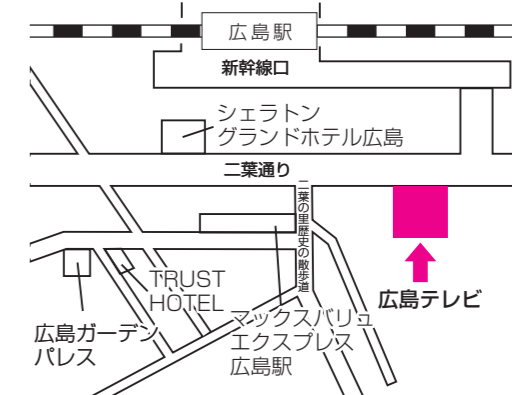 広島駅
新幹線口
シェラトン
グランドホテル広島
二葉通り
二葉の里歴史の散歩道
広島テレビ
TRUST
HOTEL
広島ガーデン
パレス
マックスバリュ
エクスプレス
広島駅